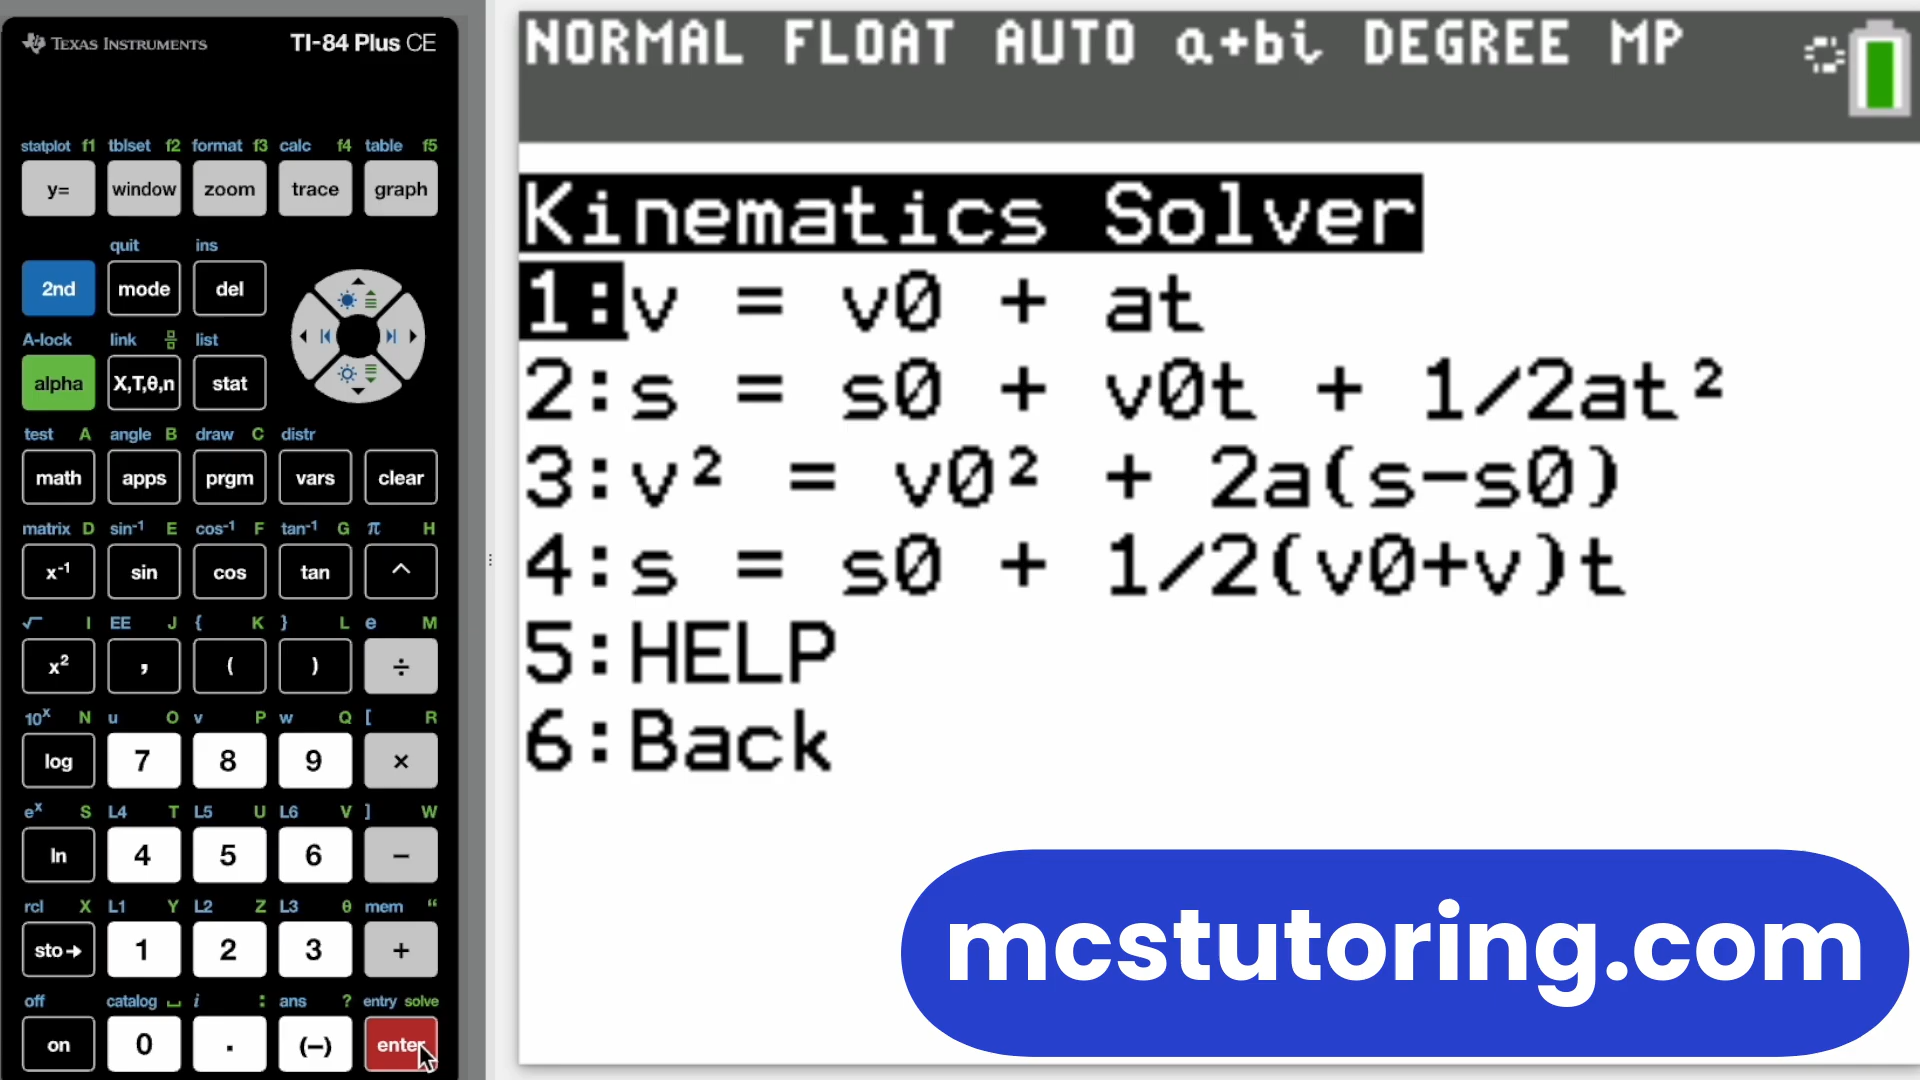 TEXAS INSTRUMENTS TI-84 Plus CE
statplot f1 tblset f2 format f3 calc f4 table f5
y= window zoom trace graph
quit ins
2nd mode del
A-lock link list
alpha X,T,θ,n stat
test A angle B draw C distr
math apps prgm vars clear
matrix D sin⁻¹ E cos⁻¹ F tan⁻¹ G π H
x⁻¹ sin cos tan ^
√ I EE J { K } L e M
x² , ( ) ÷
10ˣ N u O v P w Q [ R
log 7 8 9 ×
eˣ S L4 T L5 U L6 V ] W
ln 4 5 6 −
rcl X L1 Y L2 Z L3 θ mem “
sto→ 1 2 3 +
off catalog ⎵ i : ans ? entry solve
on 0 . (−) enter
NORMAL FLOAT AUTO a+bi DEGREE MP
Kinematics Solver
1:v = v0 + at
2:s = s0 + v0t + 1/2at²
3:v² = v0² + 2a(s-s0)
4:s = s0 + 1/2(v0+v)t
5:HELP
6:Back
mcstutoring.com